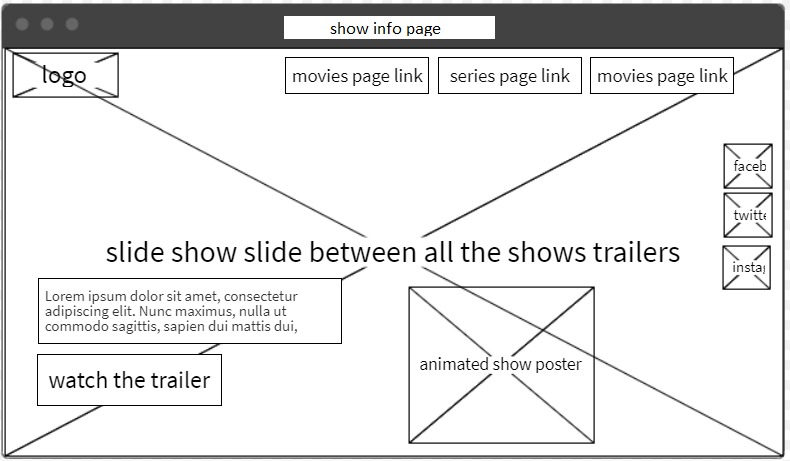 show info page
logo
movies page link
series page link
movies page link
faceb
twitte
insta
slide show slide between all the shows trailers
Lorem ipsum dolor sit amet, consectetur
adipiscing elit. Nunc maximus, nulla ut
commodo sagittis, sapien dui mattis dui,
animated show poster
watch the trailer